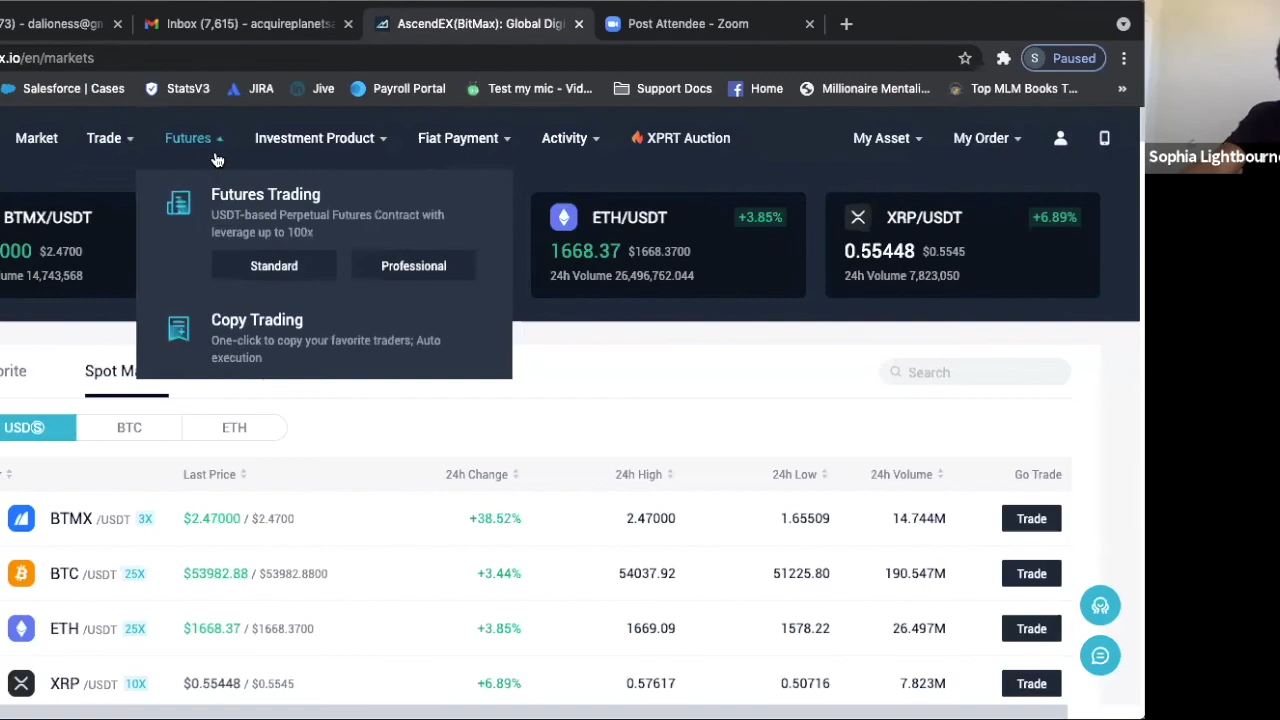 73) - dalioness@gm
Inbox (7,615) - acquireplanetsa
AscendEX(BitMax): Global Digi
Post Attendee - Zoom
x.io/en/markets
S Paused
Salesforce | Cases
StatsV3
JIRA
Jive
Payroll Portal
Test my mic - Vid...
Support Docs
Home
Millionaire Mentali...
Top MLM Books T...
»
Market
Trade
Futures
Investment Product
Fiat Payment
Activity
XPRT Auction
My Asset
My Order
Sophia Lightbourn
Futures Trading
USDT-based Perpetual Futures Contract with
leverage up to 100x
Standard
Professional
Copy Trading
One-click to copy your favorite traders; Auto
execution
BTMX/USDT
000 $2.4700
ume 14,743,568
ETH/USDT +3.85%
1668.37 $1668.3700
24h Volume 26,496,762.044
XRP/USDT +6.89%
0.55448 $0.5545
24h Volume 7,823,050
orite
Spot Ma
Search
USDⓈ
BTC
ETH
Last Price
24h Change
24h High
24h Low
24h Volume
Go Trade
BTMX /USDT 3X $2.47000 / $2.4700 +38.52% 2.47000 1.65509 14.744M Trade
BTC /USDT 25X $53982.88 / $53982.8800 +3.44% 54037.92 51225.80 190.547M Trade
ETH /USDT 25X $1668.37 / $1668.3700 +3.85% 1669.09 1578.22 26.497M Trade
XRP /USDT 10X $0.55448 / $0.5545 +6.89% 0.57617 0.50716 7.823M Trade